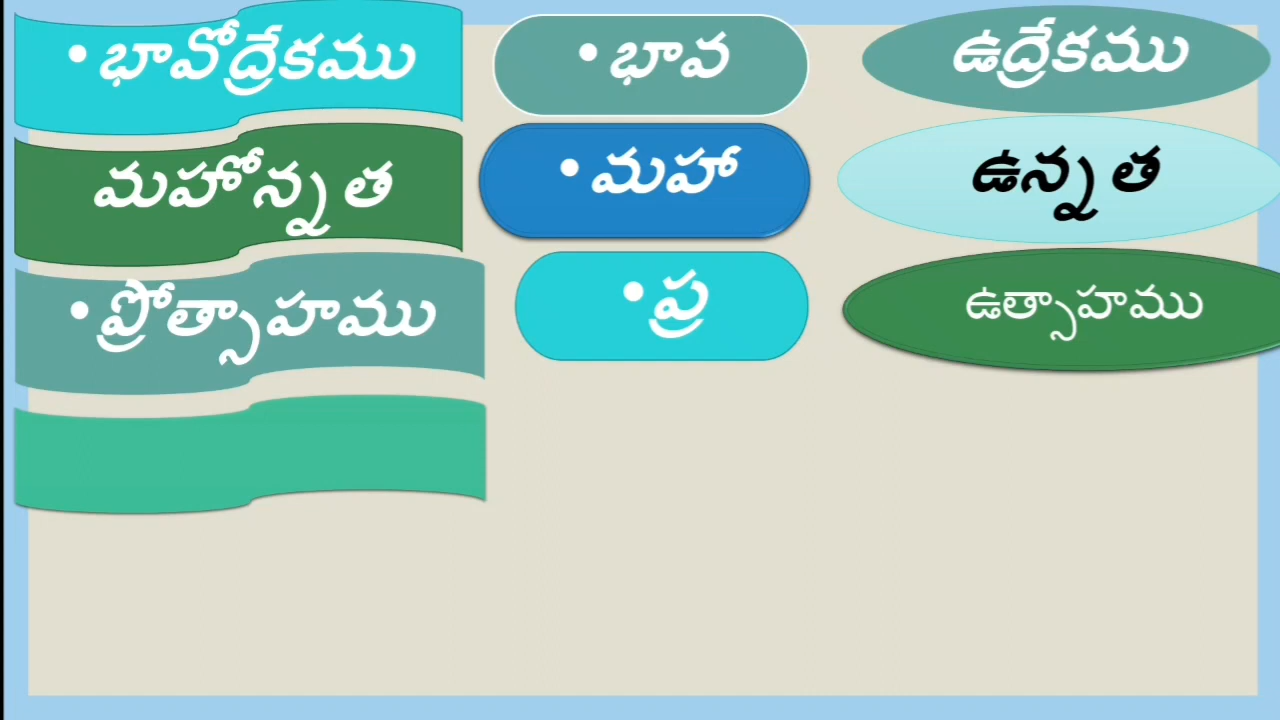 • భావోద్రేకము • భావ ఉద్రేకము
మహోన్నత • మహా ఉన్నత
• ప్రోత్సాహము • ప్ర ఉత్సాహము